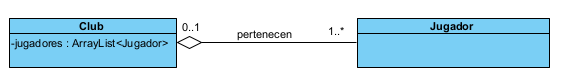 Club
-jugadores : ArrayList<Jugador>
0..1
pertenecen
1..*
Jugador